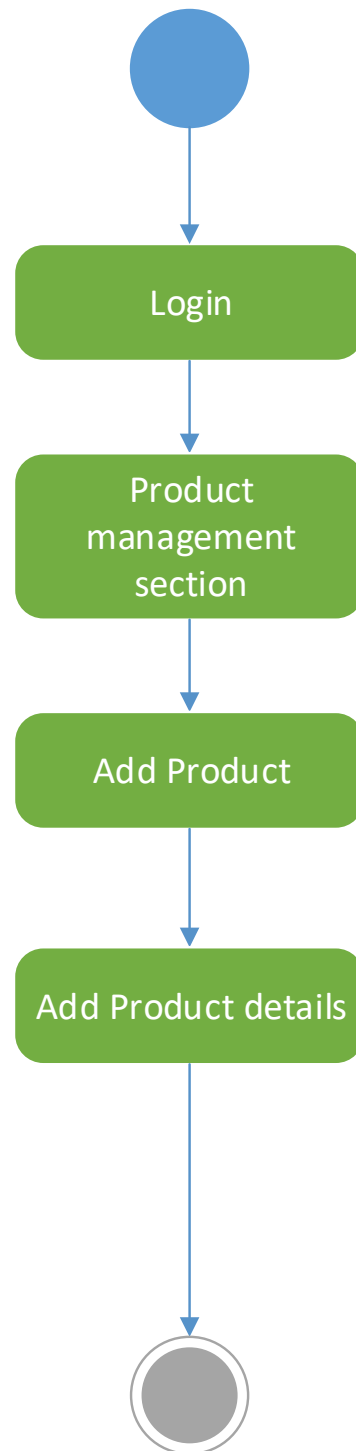 Login
Product
management
section
Add Product
Add Product details